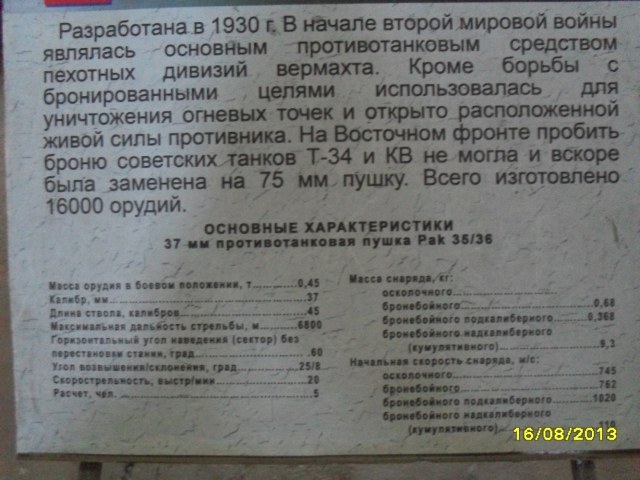 Разработана в 1930 г. В начале второй мировой войны
являлась основным противотанковым средством
пехотных дивизий вермахта. Кроме борьбы с
бронированными целями использовалась для
уничтожения огневых точек и открыто расположенной
живой силы противника. На Восточном фронте пробить
броню советских танков Т-34 и КВ не могла и вскоре
была заменена на 75 мм пушку. Всего изготовлено
16000 орудий.
ОСНОВНЫЕ ХАРАКТЕРИСТИКИ
37 мм противотанковая пушка Pak 35/36
Масса орудия в боевом положении, т.....0,45
Калибр, мм.....37
Длина ствола, калибров.....45
Максимальная дальность стрельбы, м.....6800
Горизонтальный угол наведения (сектор) без
перестановки станин, град.....60
Угол возвышения/склонения, град.....25/8
Скорострельность, выстр/мин.....20
Расчет, чел.....5
Масса снаряда, кг:
осколочного.....
бронебойного.....0,68
бронебойного подкалиберного.....0,368
бронебойного надкалиберного
(кумулятивного).....9,3
Начальная скорость снаряда, м/с:
осколочного.....745
бронебойного.....762
бронебойного подкалиберного.....1020
бронебойного надкалиберного
(кумулятивного).....110
16/08/2013